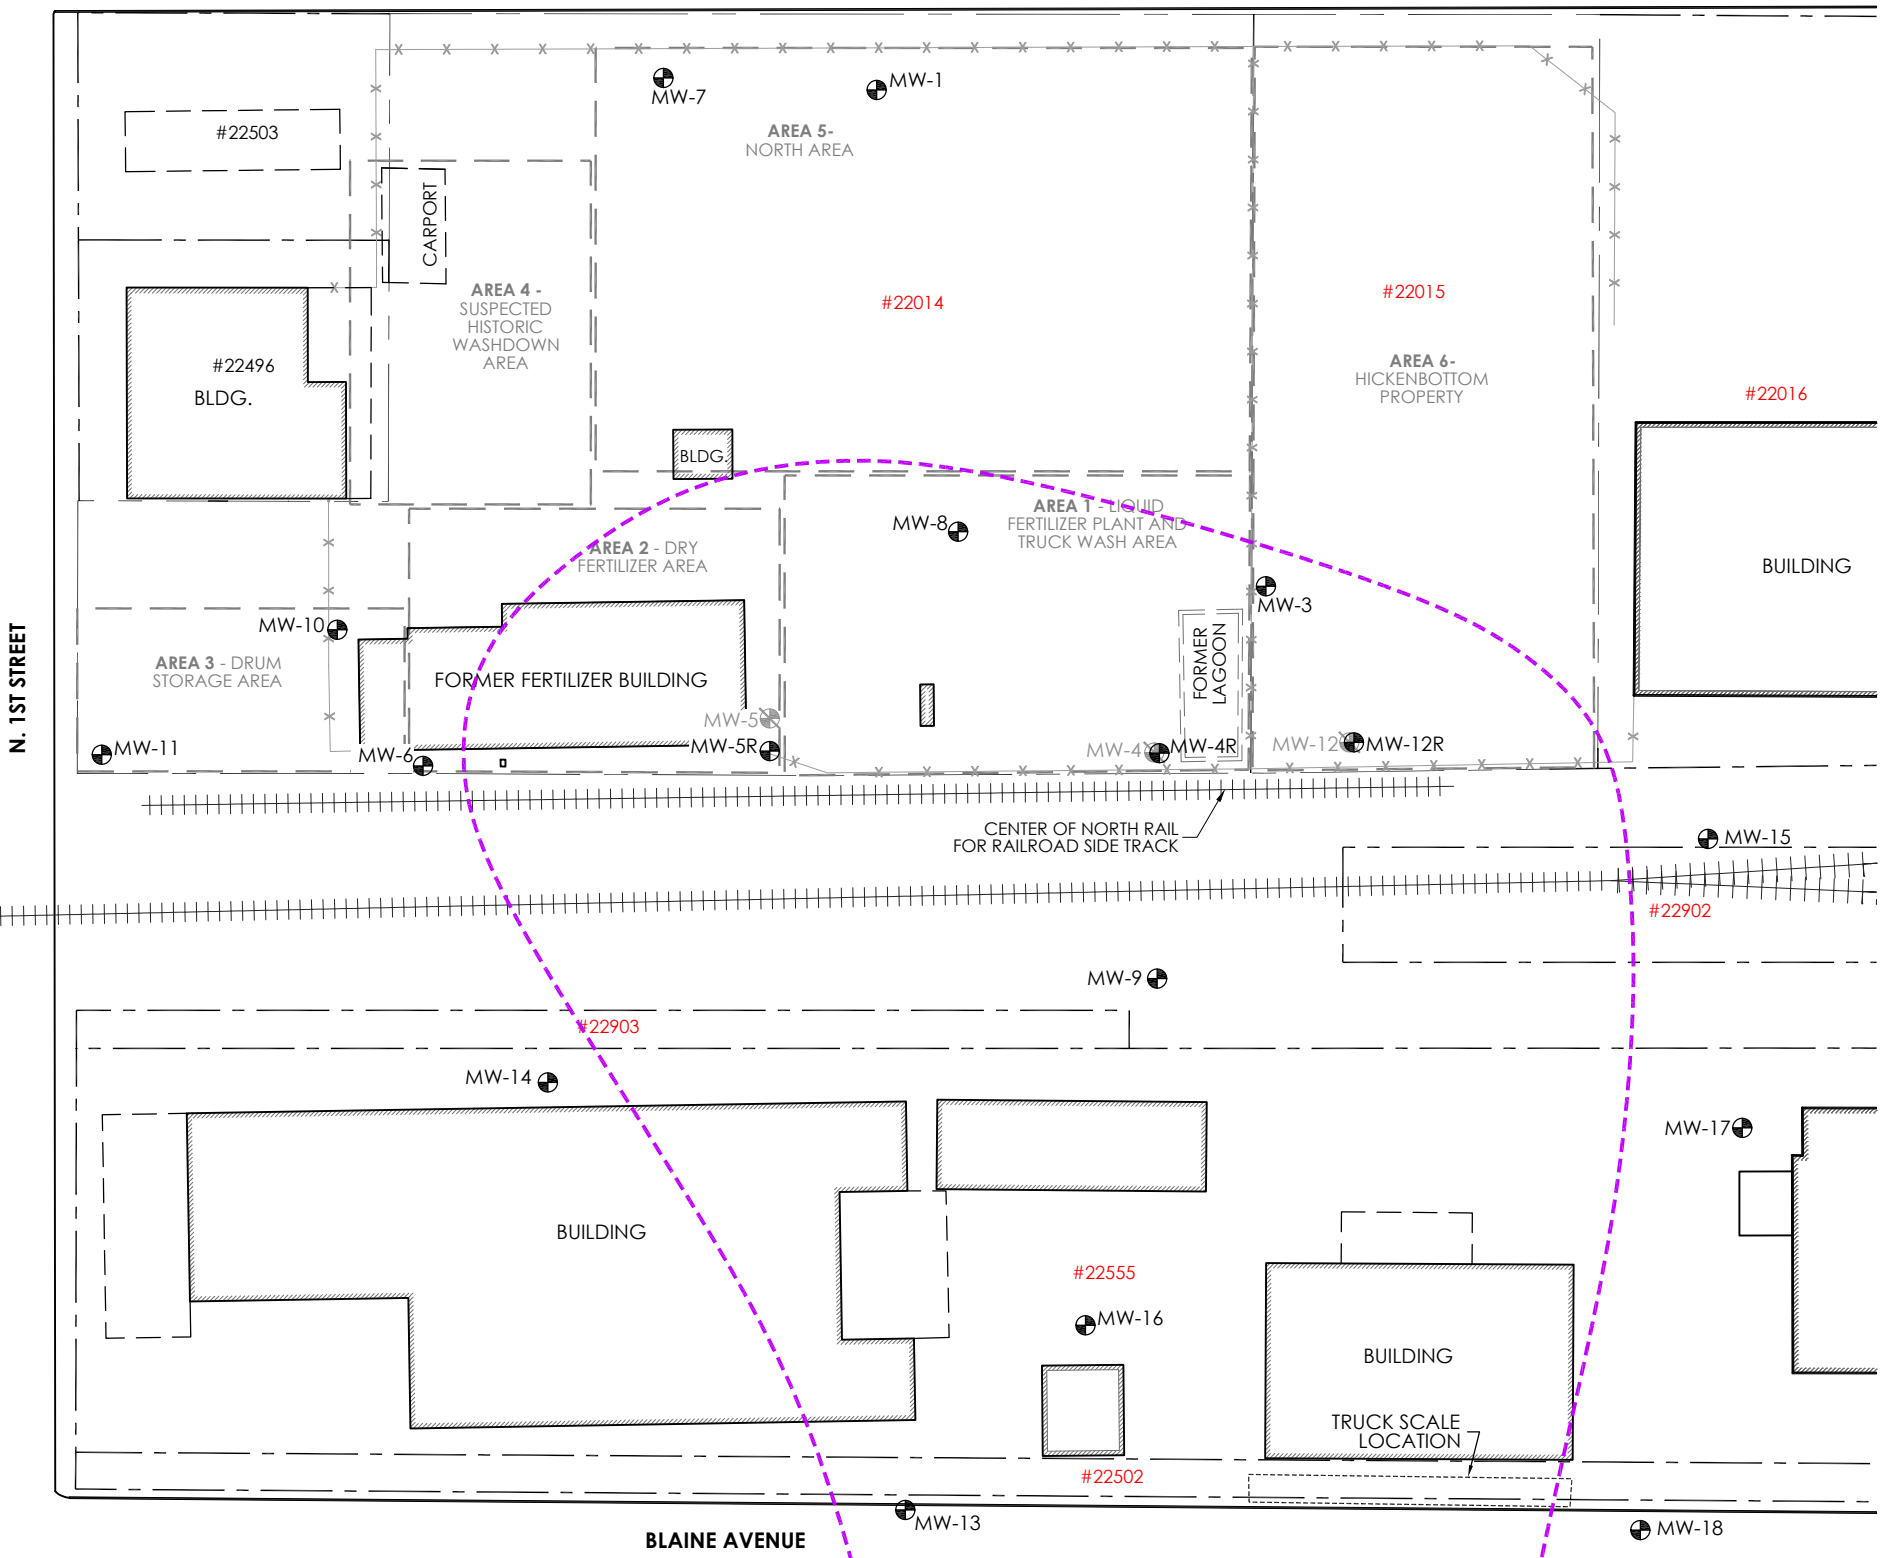 MW-7
MW-1
#22503
AREA 5-
NORTH AREA
CARPORT
AREA 4 -
SUSPECTED
HISTORIC
WASHDOWN
AREA
#22014
#22015
#22496
BLDG.
AREA 6-
HICKENBOTTOM
PROPERTY
#22016
BLDG.
MW-8
AREA 1 - LIQUID
FERTILIZER PLANT AND
TRUCK WASH AREA
AREA 2 - DRY
FERTILIZER AREA
BUILDING
MW-3
MW-10
N. 1ST STREET
AREA 3 - DRUM
STORAGE AREA
FORMER FERTILIZER BUILDING
FORMER
LAGOON
MW-5
MW-5R
MW-11
MW-6
MW-4
MW-4R
MW-12
MW-12R
CENTER OF NORTH RAIL
FOR RAILROAD SIDE TRACK
MW-15
#22902
MW-9
#22903
MW-14
MW-17
BUILDING
#22555
MW-16
BUILDING
TRUCK SCALE
LOCATION
#22502
MW-13
MW-18
BLAINE AVENUE